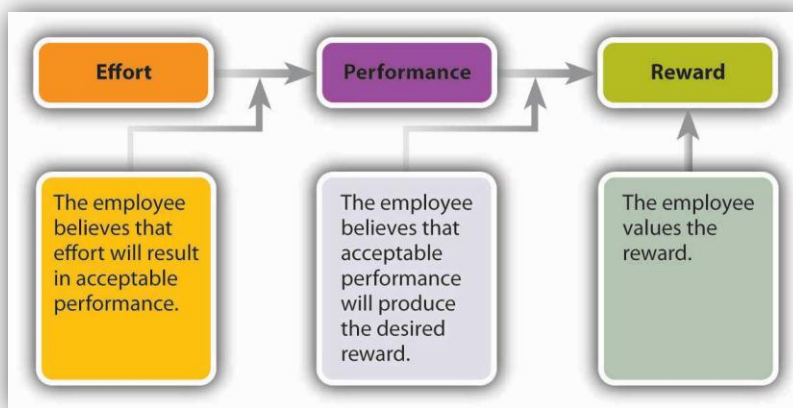 Effort
Performance
Reward
The employee
believes that
effort will result
in acceptable
performance.
The employee
believes that
acceptable
performance
will produce
the desired
reward.
The employee
values the
reward.